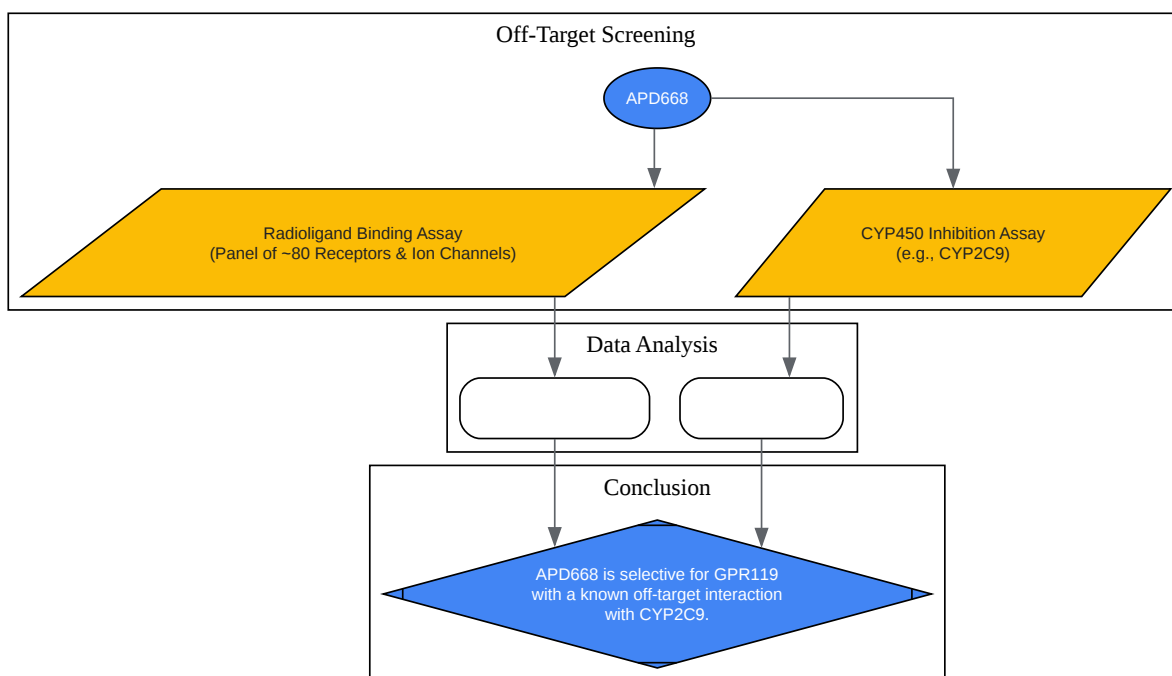 Off-Target Screening
APD668
Radioligand Binding Assay
(Panel of ~80 Receptors & Ion Channels)
CYP450 Inhibition Assay
(e.g., CYP2C9)
Data Analysis
Conclusion
APD668 is selective for GPR119
with a known off-target interaction
with CYP2C9.